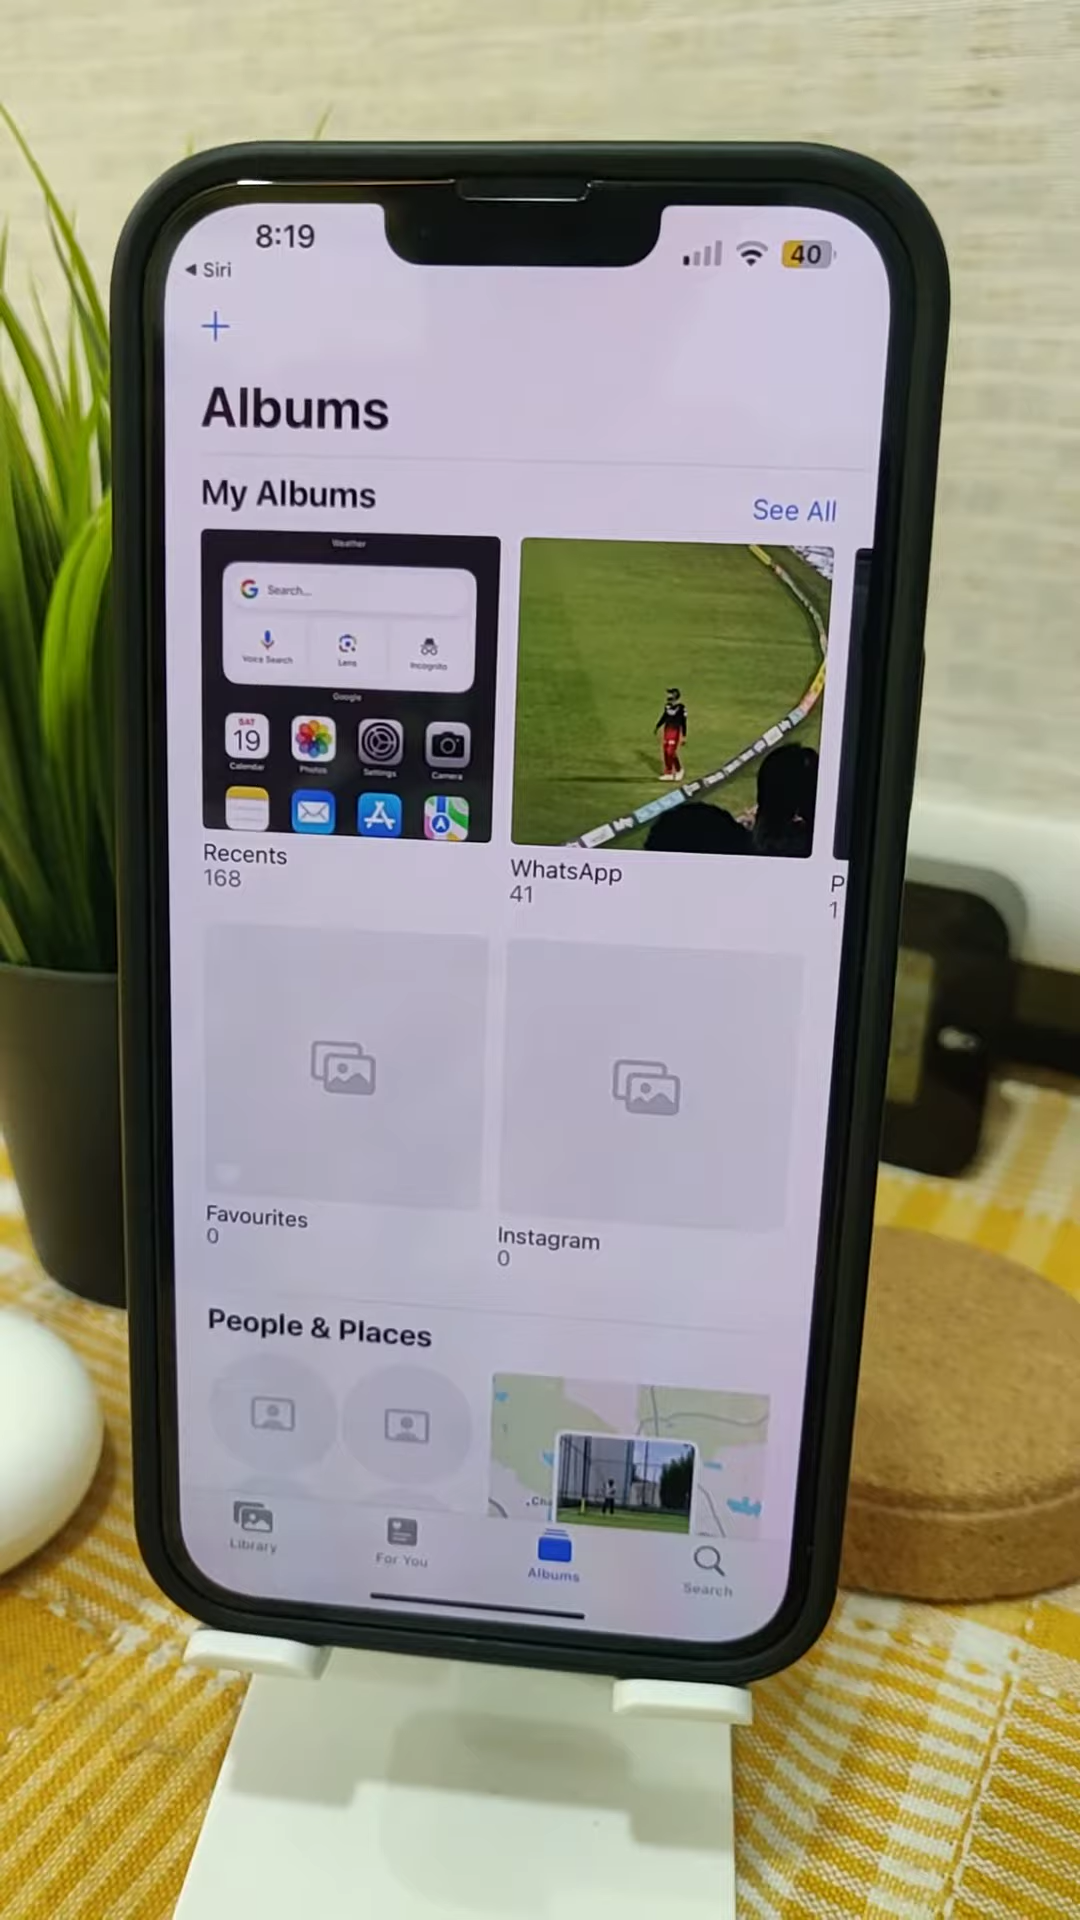 8:19
40
Siri
Albums
My Albums
See All
Weather
Search...
Voice Search
Lens
Incognito
Google
SAT
19
Calendar
Photos
Settings
Camera
Recents
168
WhatsApp
41
P
1
Favourites
0
Instagram
0
People & Places
Library
For You
Albums
Search